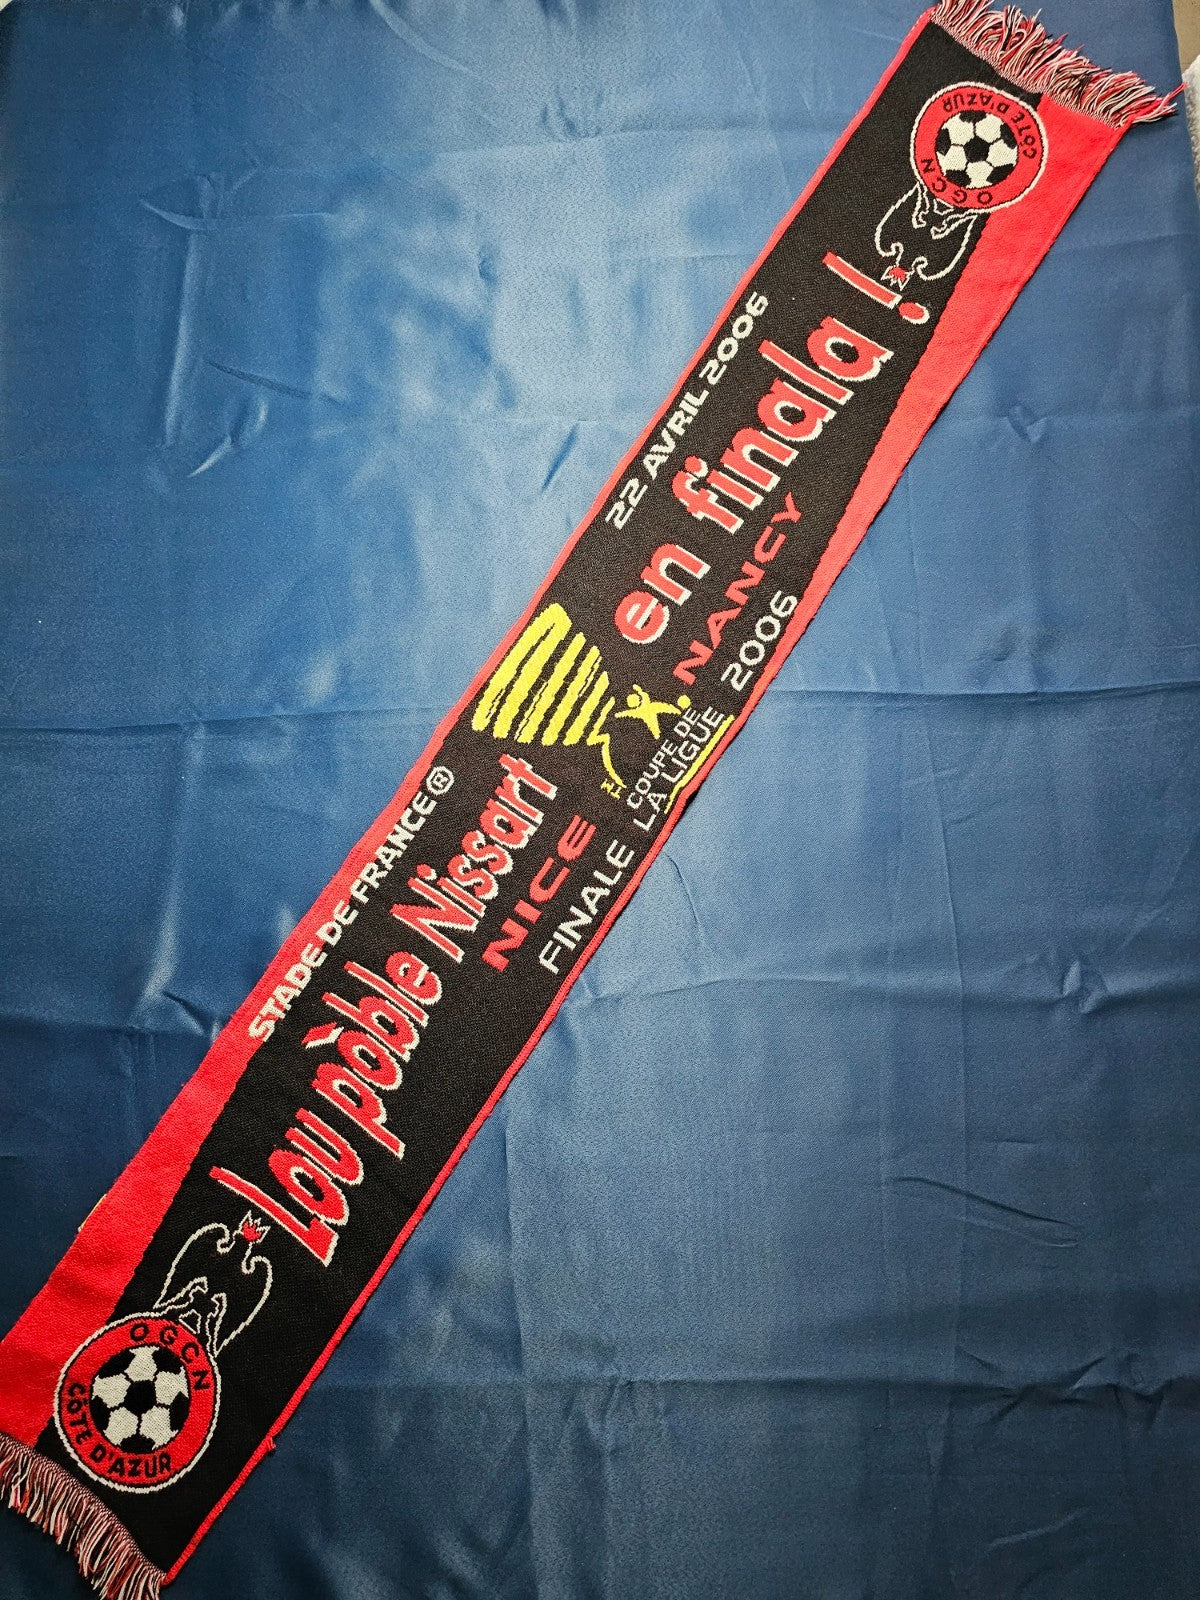 OGCN
CÔTE D'AZUR
STADE DE FRANCE® 22 AVRIL 2006
Lou pòble Nissart en finala !
NICE NANCY
COUPE DE
LA LIGUE
FINALE 2006
OGCN
CÔTE D'AZUR